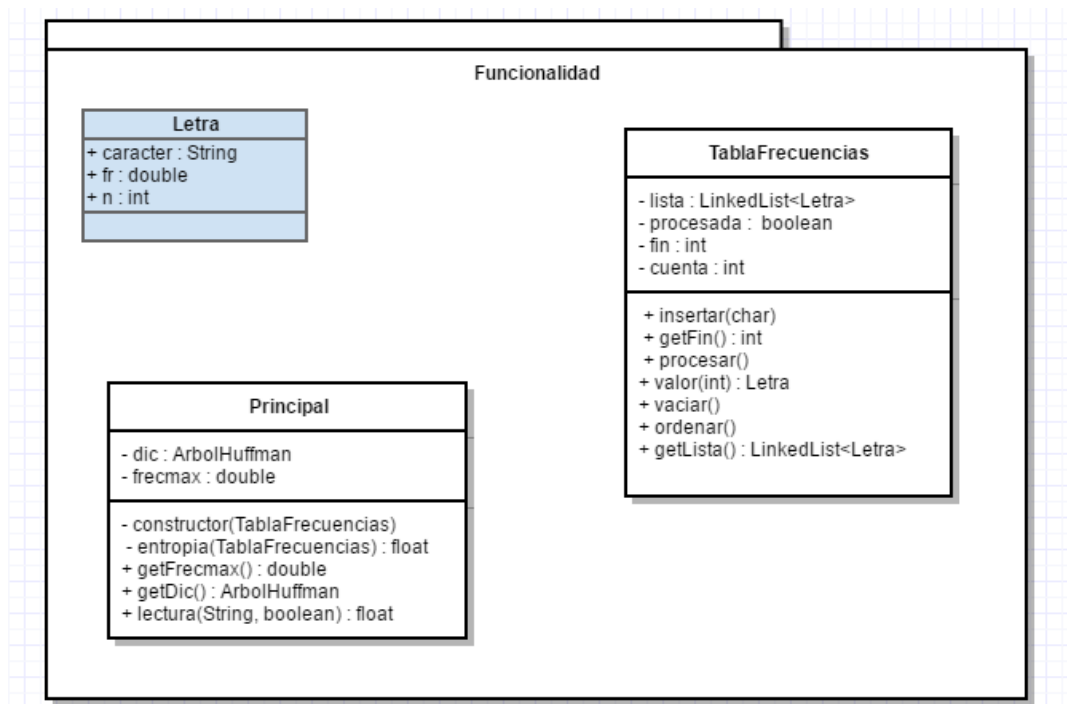 Funcionalidad
Letra
+ caracter : String
+ fr : double
+ n : int
TablaFrecuencias
- lista : LinkedList<Letra>
- procesada : boolean
- fin : int
- cuenta : int
+ insertar(char)
+ getFin() : int
+ procesar()
+ valor(int) : Letra
+ vaciar()
+ ordenar()
+ getLista() : LinkedList<Letra>
Principal
- dic : ArbolHuffman
- frecmax : double
- constructor(TablaFrecuencias)
- entropia(TablaFrecuencias) : float
+ getFrecmax() : double
+ getDic() : ArbolHuffman
+ lectura(String, boolean) : float